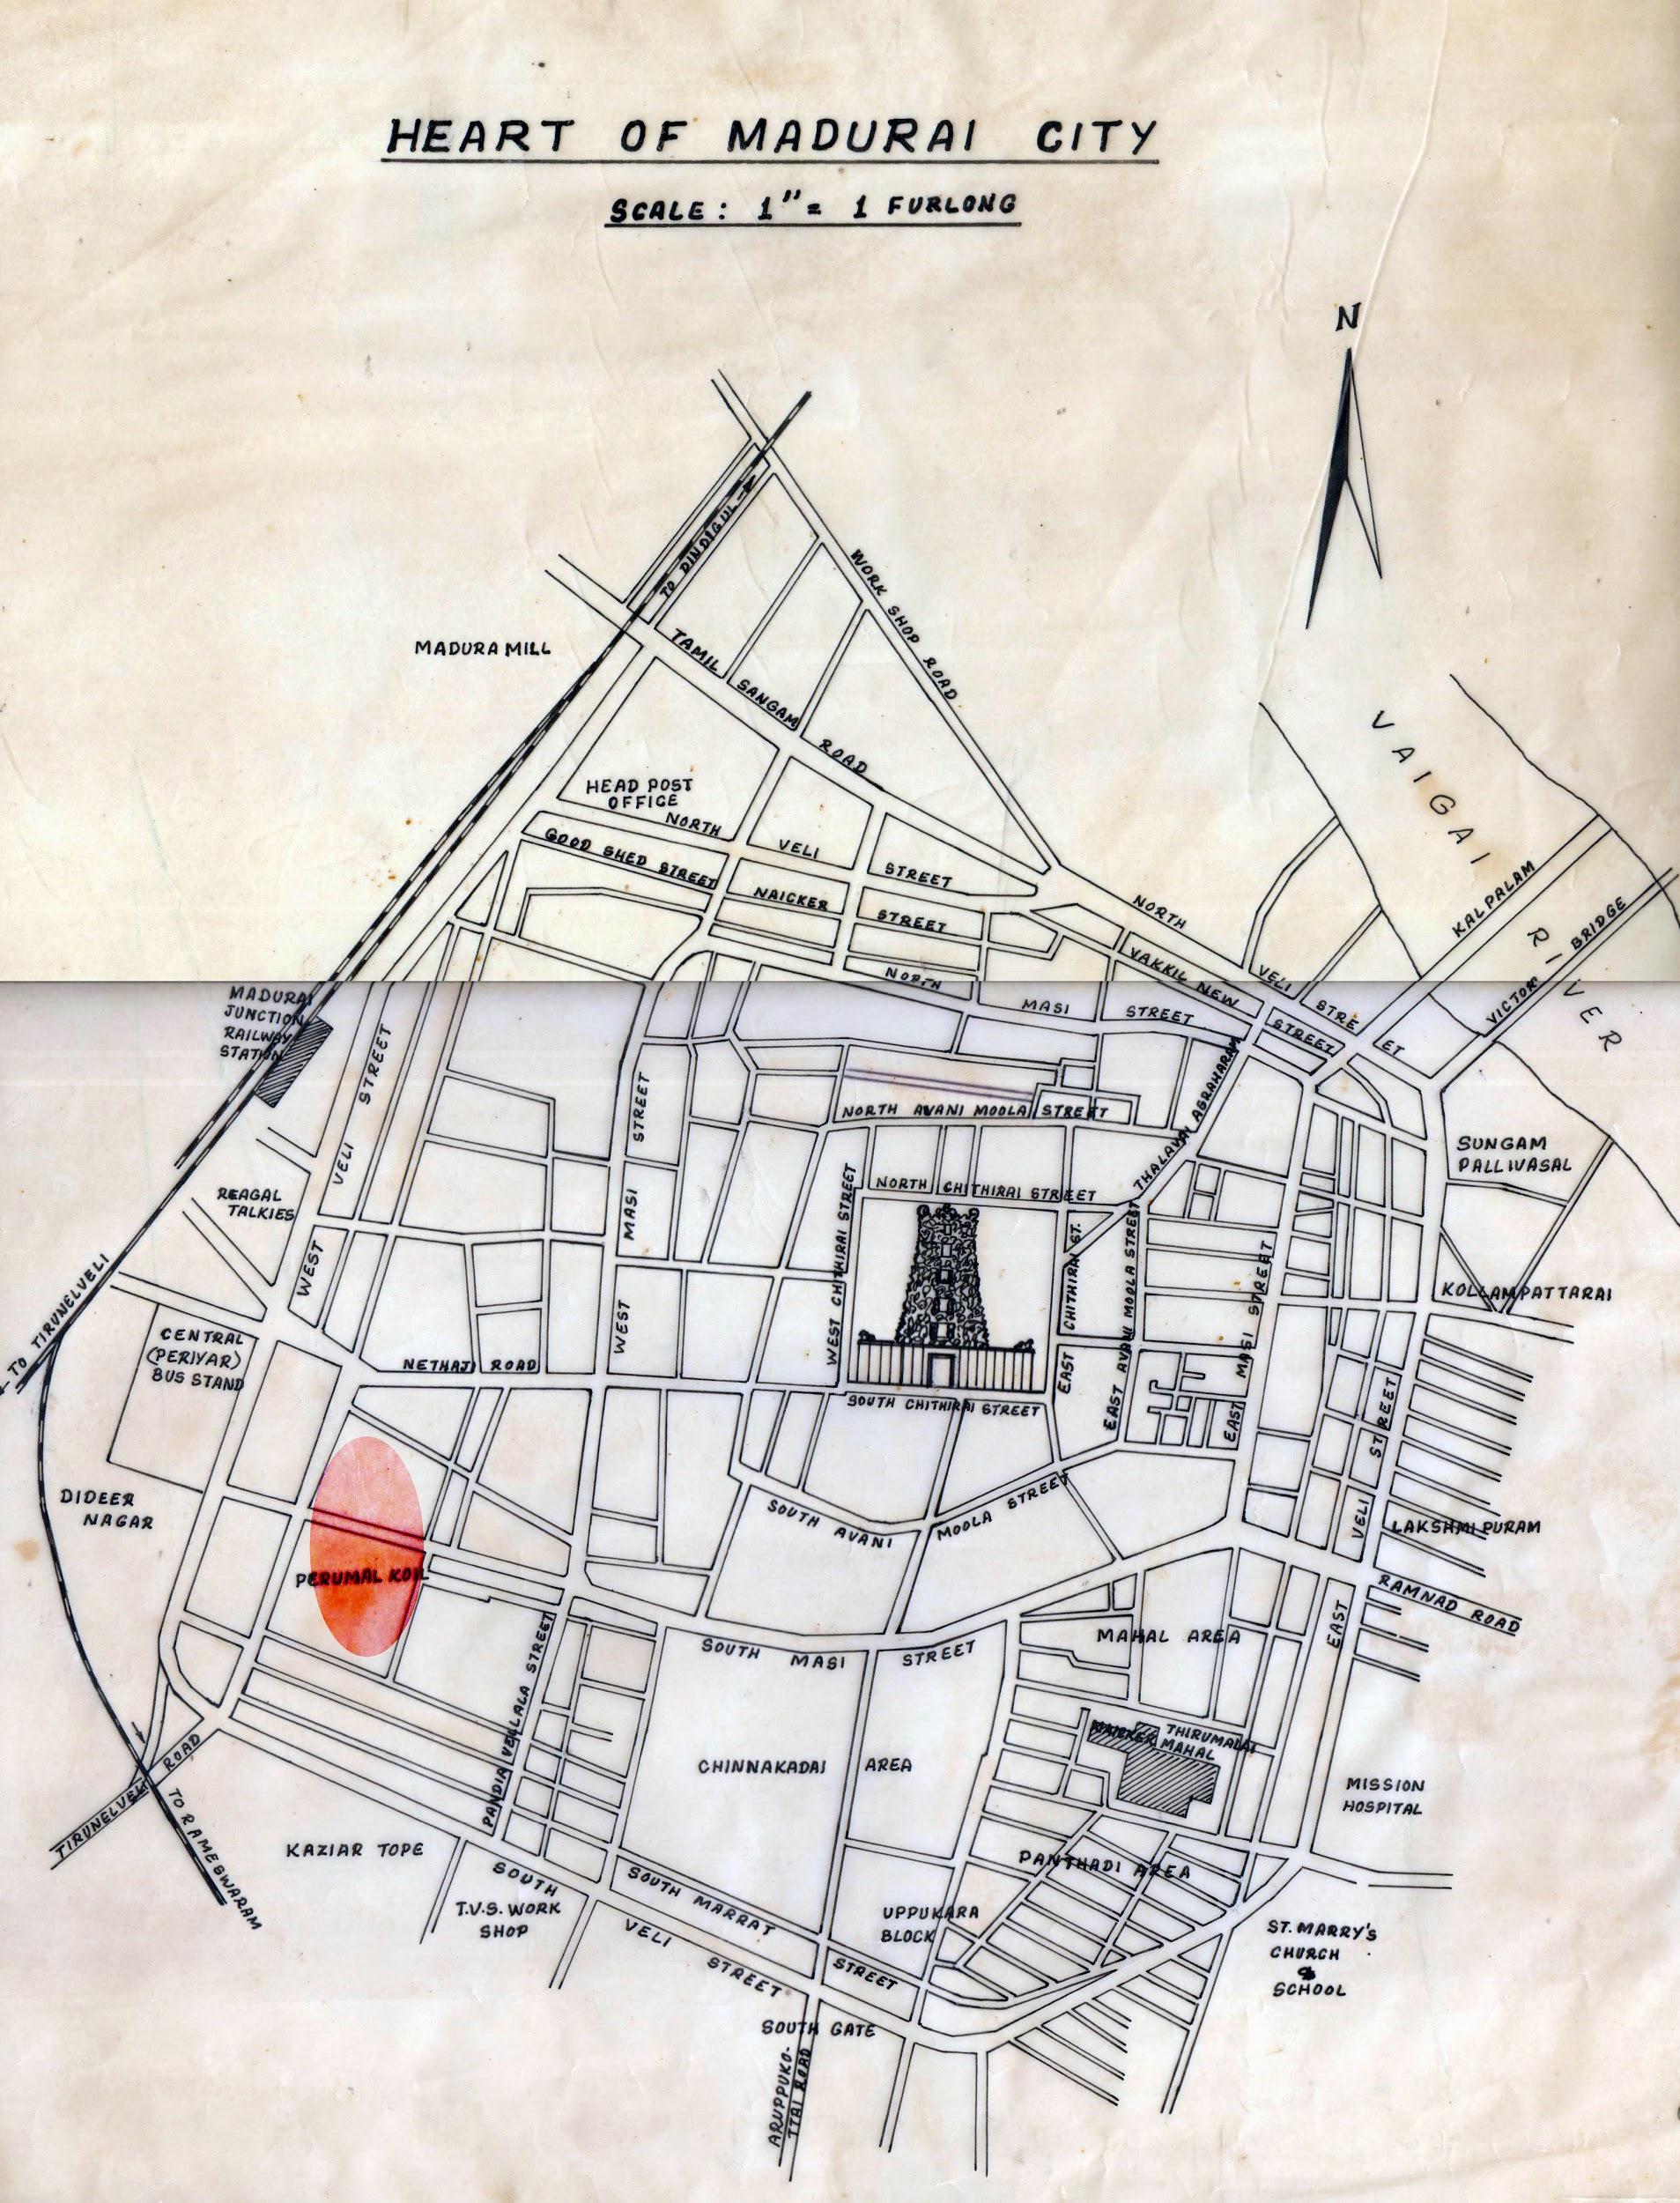 HEART OF MADURAI CITY
SCALE: 1"= 1 FURLONG
N
TO DINDIGUL
WORK SHOP ROAD
MADURA MILL
TAMIL SANGAM ROAD
VAIGAI RIVER
HEAD POST
OFFICE
NORTH VELI STREET
GOOD SHED STREET
NAICKER STREET
NORTH VELI STREET
KALPALAM
VICTOR BRIDGE
VAKKIL NEW STREET
NORTH MASI STREET
MADURAI
JUNCTION
RAILWAY
STATION
WEST VELI STREET
WEST MASI STREET
NORTH AVANI MOOLA STREET
THALAVAI AGRAHARAM
SUNGAM
PALLIVASAL
REAGAL
TALKIES
NORTH CHITHIRAI STREET
WEST CHITHIRAI STREET
EAST CHITHIRAI ST.
EAST AVANI MOOLA STREET
EAST MASI STREET
KOLLAMPATTARAI
TO TIRUNELVELI
CENTRAL
(PERIYAR)
BUS STAND
NETHAJI ROAD
SOUTH CHITHIRAI STREET
EAST VELI STREET
DIDEER
NAGAR
SOUTH AVANI MOOLA STREET
LAKSHMI PURAM
PERUMAL KOIL
RAMNAD ROAD
SOUTH MASI STREET
MAHAL AREA
PANDIA VELLALA STREET
THIRUMALAI
NAICKER MAHAL
CHINNAKADAI AREA
MISSION
HOSPITAL
TIRUNELVELI ROAD
TO RAMESWARAM
KAZIAR TOPE
PANTHADI AREA
SOUTH VELI STREET
SOUTH MARRAT STREET
T.V.S. WORK
SHOP
UPPUKARA
BLOCK
ST. MARRY'S
CHURCH
&
SCHOOL
SOUTH GATE
ARUPPUKO-
TTAI ROAD